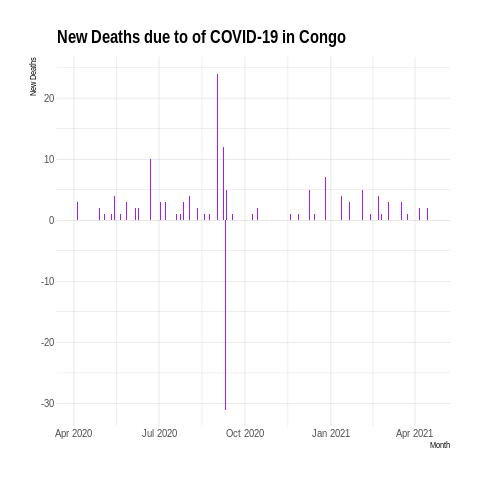 New Deaths due to of COVID-19 in Congo
New Deaths
20
10
0
-10
-20
-30
Apr 2020 Jul 2020 Oct 2020 Jan 2021 Apr 2021
Month